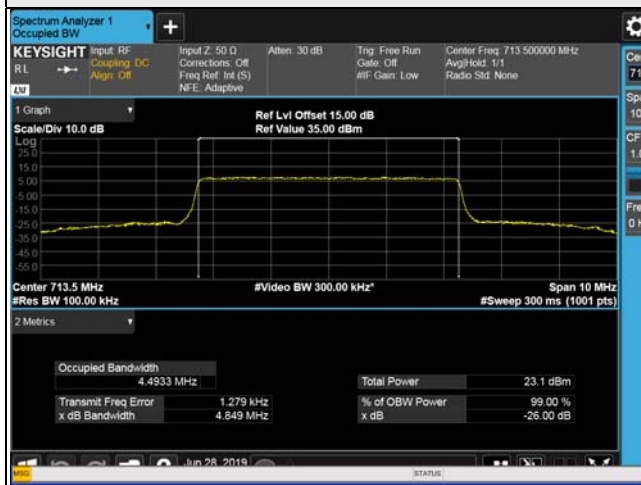 Spectrum Analyzer 1
Occupied BW
KEYSIGHT
RL
LXI
Input: RF
Coupling: DC
Align: Off
Input Z: 50 Ω
Corrections: Off
Freq Ref: Int (S)
NFE: Adaptive
Atten: 30 dB
Trig: Free Run
Gate: Off
#IF Gain: Low
Center Freq: 713.500000 MHz
Avg|Hold: 1/1
Radio Std: None
1 Graph
Scale/Div 10.0 dB
Ref Lvl Offset 15.00 dB
Ref Value 35.00 dBm
Log
25.0
15.0
5.00
-5.00
-15.0
-25.0
-35.0
-45.0
-55.0
Center 713.5 MHz
#Res BW 100.00 kHz
#Video BW 300.00 kHz*
Span 10 MHz
#Sweep 300 ms (1001 pts)
2 Metrics
Occupied Bandwidth
4.4933 MHz
Total Power 23.1 dBm
Transmit Freq Error 1.279 kHz
% of OBW Power 99.00 %
x dB Bandwidth 4.849 MHz
x dB -26.00 dB
Jun 28, 2019
MSG
STATUS